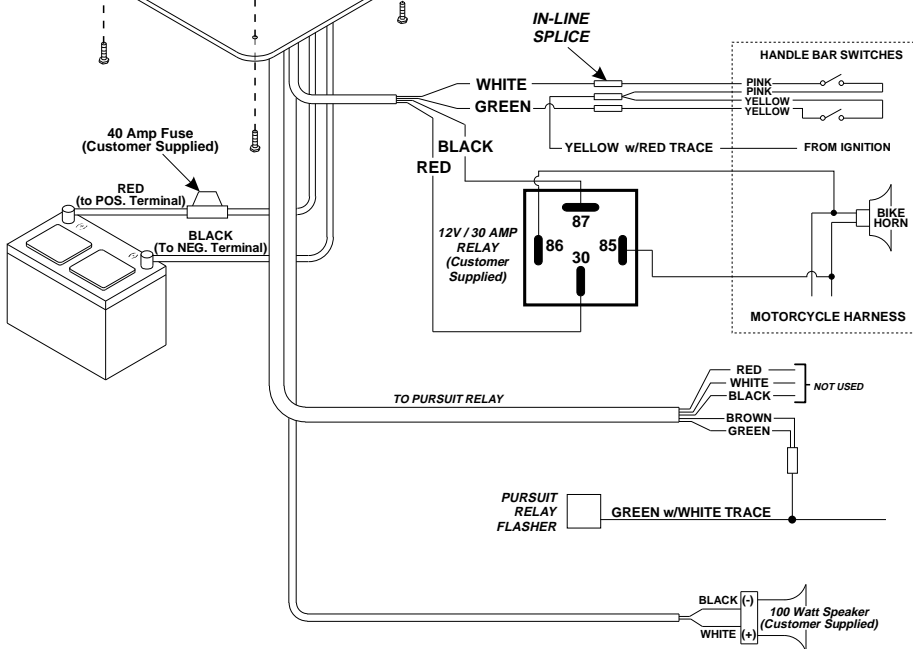 IN-LINE
SPLICE
HANDLE BAR SWITCHES
WHITE
PINK
PINK
YELLOW
GREEN
YELLOW
40 Amp Fuse
(Customer Supplied)
BLACK
YELLOW w/RED TRACE
FROM IGNITION
RED
RED
(to POS. Terminal)
(+)
BLACK
(To NEG. Terminal)
(-)
12V / 30 AMP
RELAY
(Customer
Supplied)
87
86
85
30
BIKE
HORN
MOTORCYCLE HARNESS
TO PURSUIT RELAY
RED
WHITE
BLACK
NOT USED
BROWN
GREEN
PURSUIT
RELAY
FLASHER
GREEN w/WHITE TRACE
BLACK
(-)
WHITE
(+)
100 Watt Speaker
(Customer Supplied)